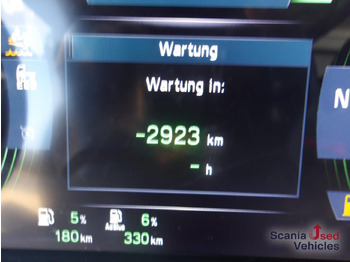 Wartung
Wartung in:
-2923 km
- h
N
5% 6%
AdBlue
180 km 330 km
Scania Used
Vehicles